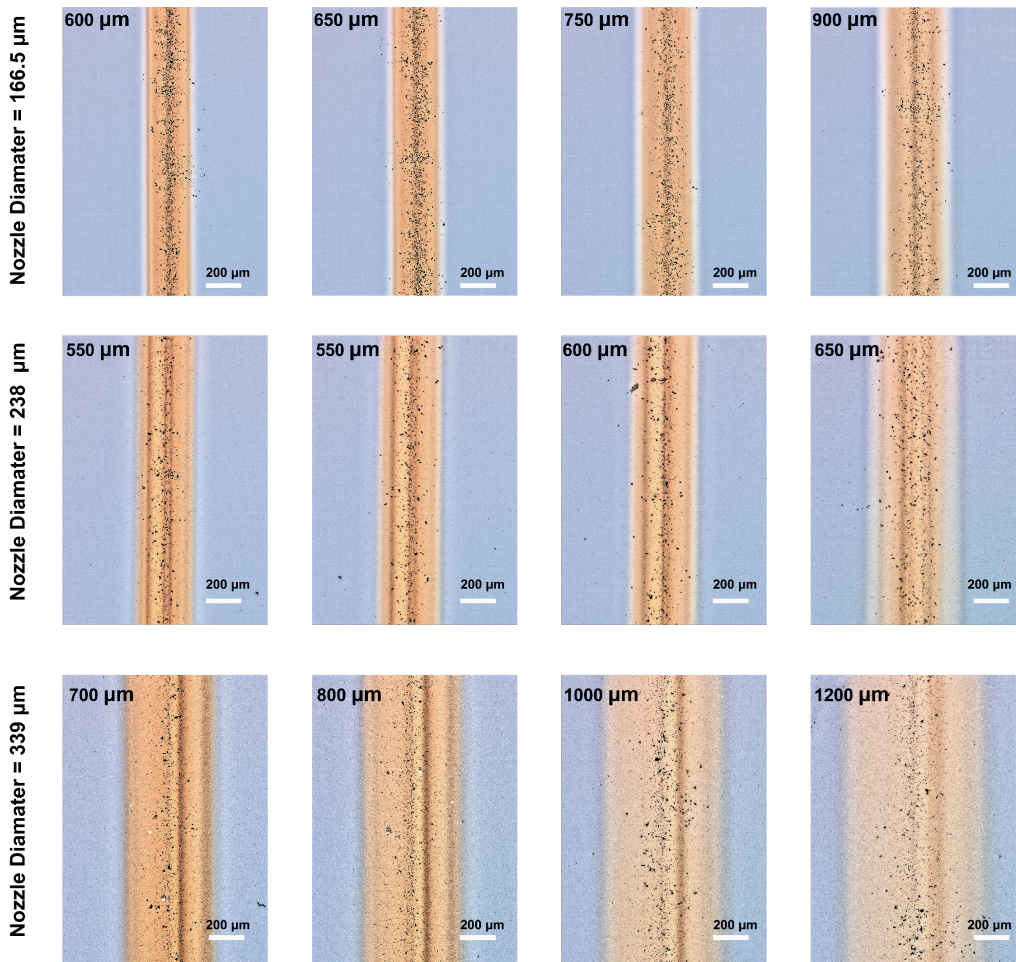 Nozzle Diamater = 166.5 µm
600 µm
650 µm
750 µm
900 µm
200 µm
200 µm
200 µm
200 µm
Nozzle Diamater = 238 µm
550 µm
550 µm
600 µm
650 µm
200 µm
200 µm
200 µm
200 µm
Nozzle Diamater = 339 µm
700 µm
800 µm
1000 µm
1200 µm
200 µm
200 µm
200 µm
200 µm